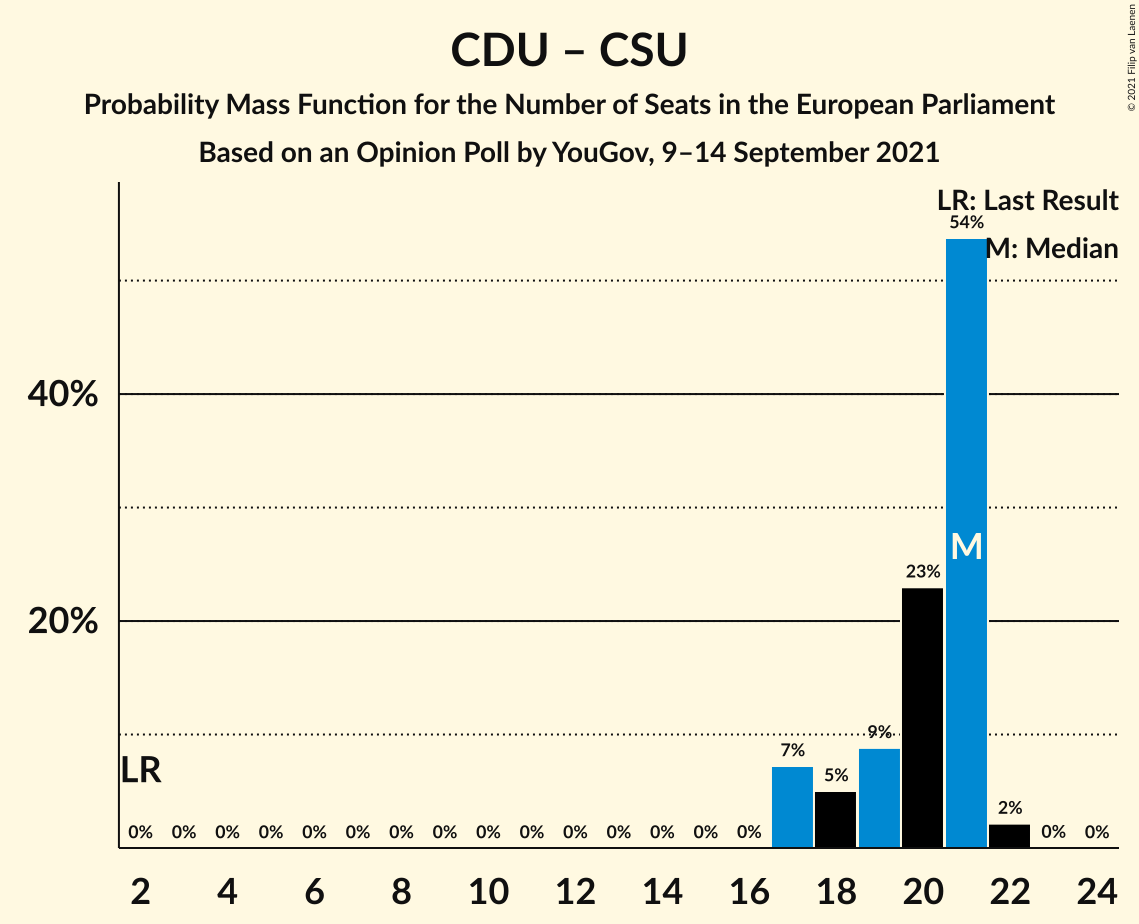 CDU – CSU
Probability Mass Function for the Number of Seats in the European Parliament
Based on an Opinion Poll by YouGov, 9–14 September 2021
© 2021 Filip van Laenen
LR: Last Result
M: Median
54%
40%
M
23%
20%
9%
7%
5%
2%
LR
0% 0% 0% 0% 0% 0% 0% 0% 0% 0% 0% 0% 0% 0% 0% 0% 0%
2 4 6 8 10 12 14 16 18 20 22 24